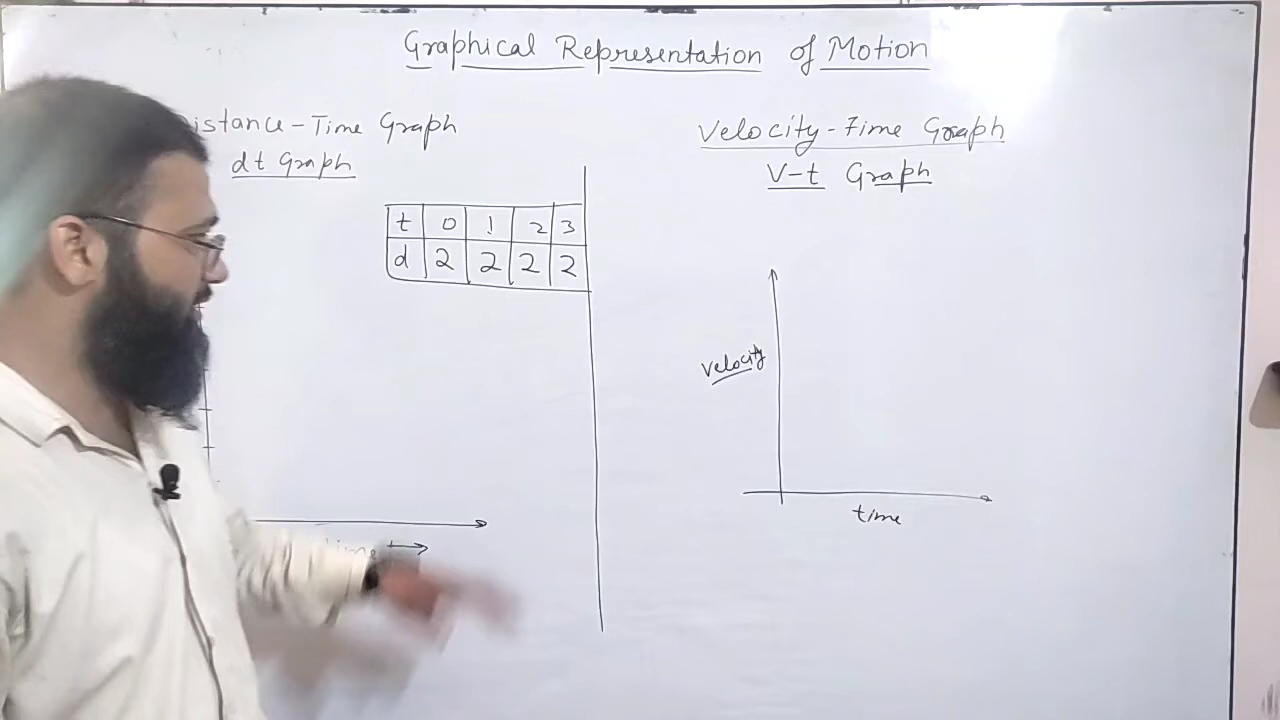 Graphical Representation of Motion
istance-Time Graph
dt Graph
t 0 1 2 3
d 2 2 2 2
time
Velocity-Time Graph
V-t Graph
velocity
time